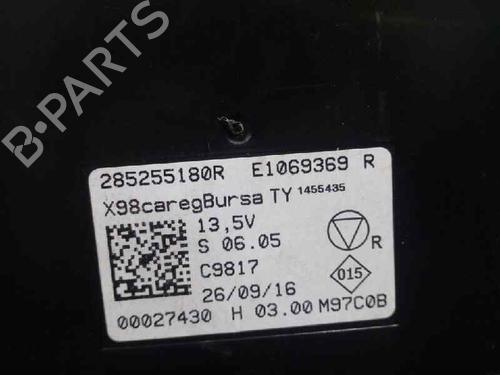 B-PARTS
285255180R E1069369 R
X98caregBursa TY 1455435
13,5V
S 06.05
R
C9817
015
26/09/16
00027430 H 03.00 M97C0B